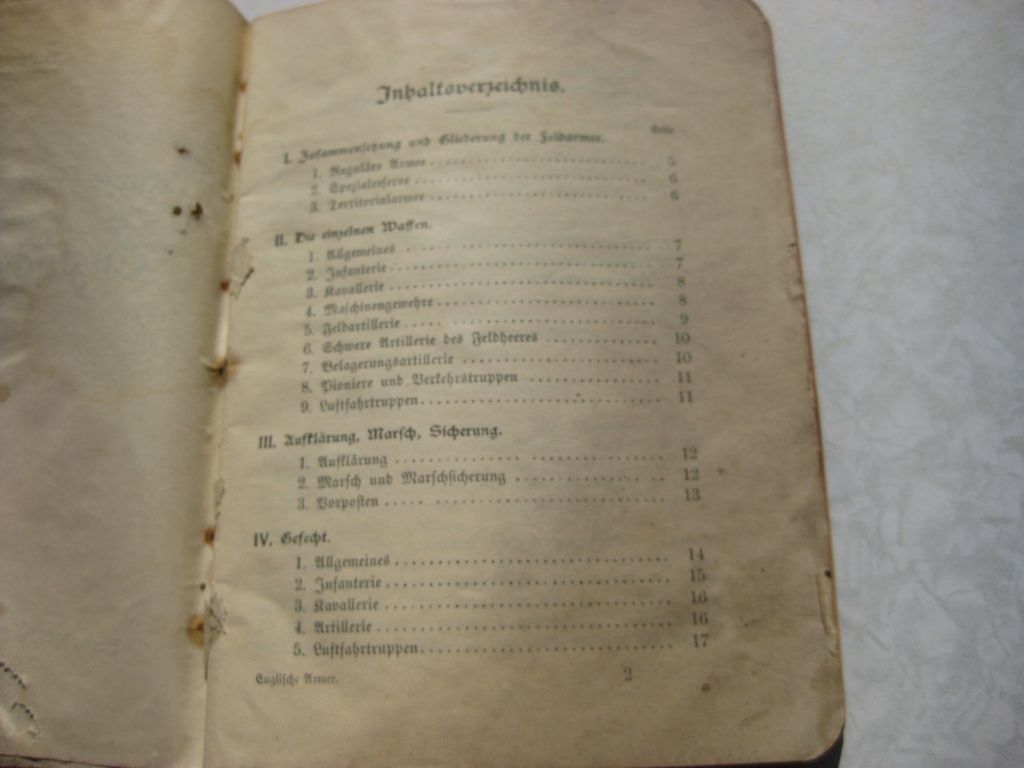 Inhaltsverzeichnis.
Seite
I. Zusammensetzung und Gliederung der Feldarmee.
1. Reguläre Armee . . . . . . . . . . . . . . . . . . . . . . . . 5
2. Spezialreserve . . . . . . . . . . . . . . . . . . . . . . . . 6
3. Territorialarmee . . . . . . . . . . . . . . . . . . . . . . . . 6
II. Die einzelnen Waffen.
1. Allgemeines . . . . . . . . . . . . . . . . . . . . . . . . 7
2. Infanterie . . . . . . . . . . . . . . . . . . . . . . . . 7
3. Kavallerie . . . . . . . . . . . . . . . . . . . . . . . . 8
4. Maschinengewehre . . . . . . . . . . . . . . . . . . . . 8
5. Feldartillerie . . . . . . . . . . . . . . . . . . . . . . . . 9
6. Schwere Artillerie des Feldheeres . . . . . . . . . . . 10
7. Belagerungsartillerie . . . . . . . . . . . . . . . . . . . 10
8. Pioniere und Verkehrstruppen . . . . . . . . . . . . 11
9. Luftfahrtruppen . . . . . . . . . . . . . . . . . . . . . . 11
III. Aufklärung, Marsch, Sicherung.
1. Aufklärung . . . . . . . . . . . . . . . . . . . . . . . . 12
2. Marsch und Marschsicherung . . . . . . . . . . . . . 12
3. Vorposten . . . . . . . . . . . . . . . . . . . . . . . . 13
IV. Gefecht.
1. Allgemeines . . . . . . . . . . . . . . . . . . . . . . . . 14
2. Infanterie . . . . . . . . . . . . . . . . . . . . . . . . 15
3. Kavallerie . . . . . . . . . . . . . . . . . . . . . . . . 16
4. Artillerie . . . . . . . . . . . . . . . . . . . . . . . . 16
5. Luftfahrtruppen . . . . . . . . . . . . . . . . . . . . . . 17
Englische Armee. 2